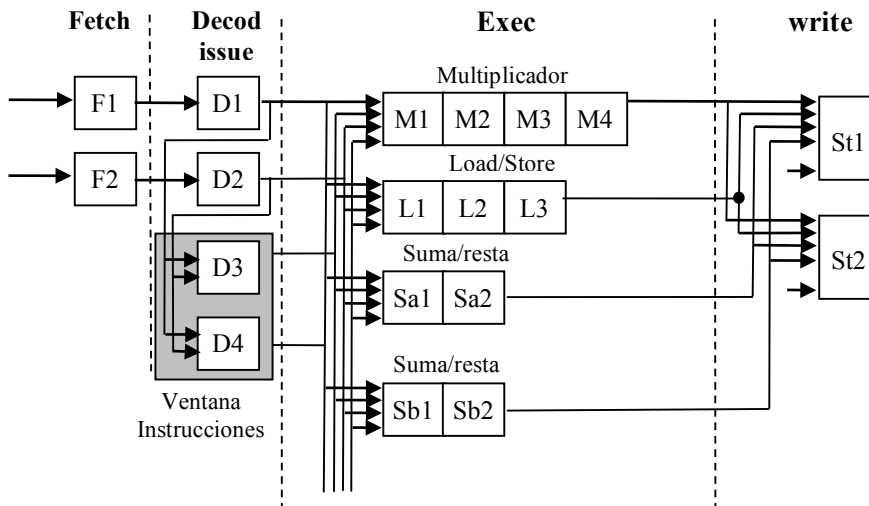 Fetch
Decod
issue
Exec
write
Multiplicador
F1
D1
M1 M2 M3 M4
St1
F2
D2
Load/Store
L1 L2 L3
St2
D3
Suma/resta
Sa1 Sa2
D4
Suma/resta
Sb1 Sb2
Ventana
Instrucciones